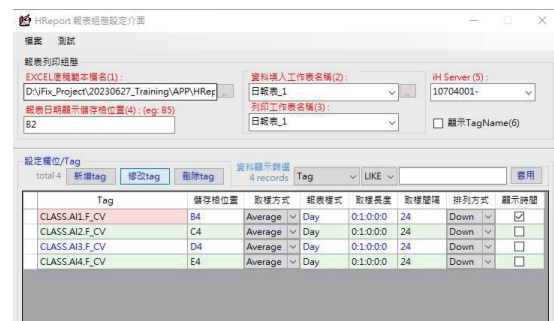 HReport 報表組態設定介面
檔案 測試
報表列印組態
EXCEL底稿範本檔名(1) : 資料填入工作表名稱(2) : iH Server (5) :
D:\iFix_Project\20230627_Training\APP\HRep .. 日報表_1 .. 10704001-
報表日期顯示儲存格位置(4) : (eg: B5) 列印工作表名稱(3) :
B2 日報表_1 顯示TagName(6)
設定欄位/Tag 資料顯示篩選
total 4 新增tag 修改tag 刪除tag 4 records Tag LIKE 套用
Tag 儲存格位置 取樣方式 報表樣式 取樣長度 取樣間隔 排列方式 顯示時間
CLASS.AI1.F_CV B4 Average Day 0:1:0:0:0 24 Down
CLASS.AI2.F_CV C4 Average Day 0:1:0:0:0 24 Down
CLASS.AI3.F_CV D4 Average Day 0:1:0:0:0 24 Down
CLASS.AI4.F_CV E4 Average Day 0:1:0:0:0 24 Down